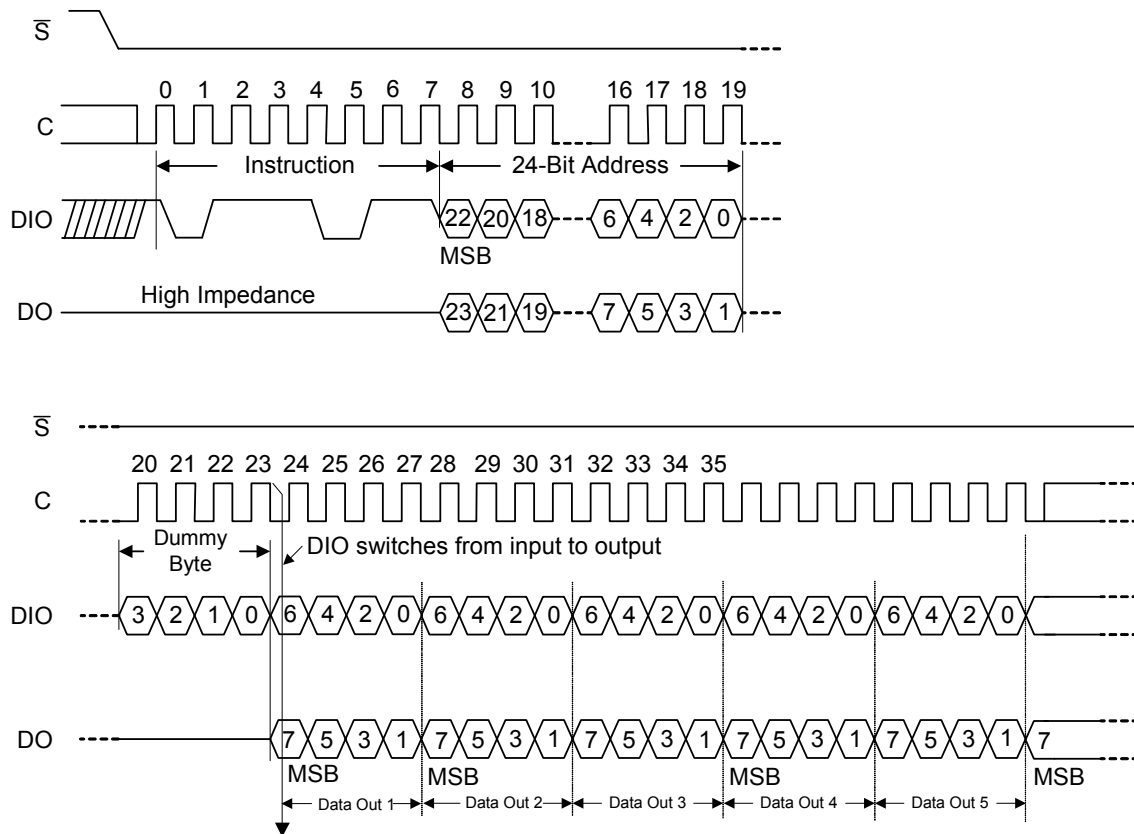 S
0 1 2 3 4 5 6 7 8 9 10 16 17 18 19
C
Instruction 24-Bit Address
DIO 22 20 18 6 4 2 0
MSB
High Impedance
DO 23 21 19 7 5 3 1
S
20 21 22 23 24 25 26 27 28 29 30 31 32 33 34 35
C
Dummy
Byte
DIO switches from input to output
DIO 3 2 1 0 6 4 2 0 6 4 2 0 6 4 2 0 6 4 2 0 6 4 2 0
DO 7 5 3 1 7 5 3 1 7 5 3 1 7 5 3 1 7 5 3 1 7
MSB MSB MSB MSB
Data Out 1 Data Out 2 Data Out 3 Data Out 4 Data Out 5